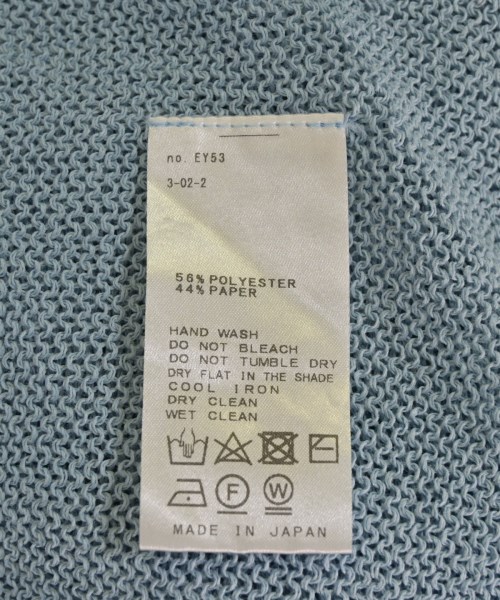 no. EY53
3-02-2
56% POLYESTER
44% PAPER
HAND WASH
DO NOT BLEACH
DO NOT TUMBLE DRY
DRY FLAT IN THE SHADE
COOL IRON
DRY CLEAN
WET CLEAN
F W
MADE IN JAPAN